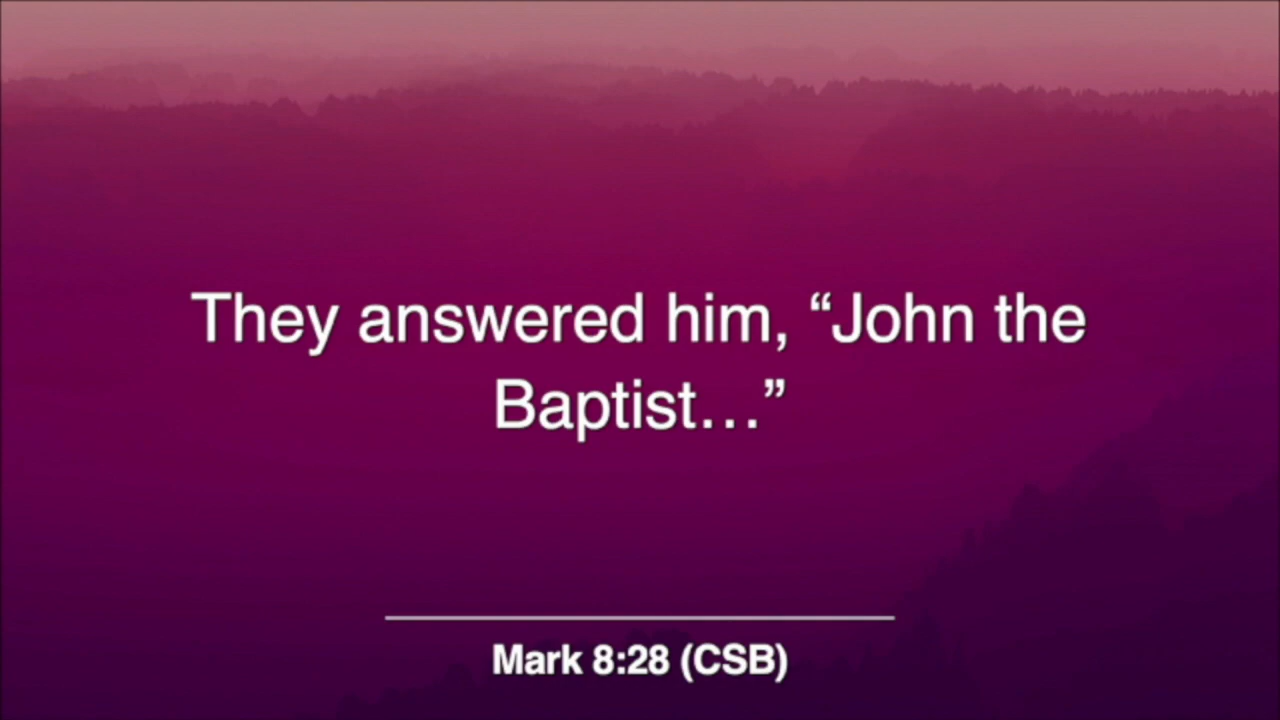 They answered him, “John the
Baptist…”
Mark 8:28 (CSB)